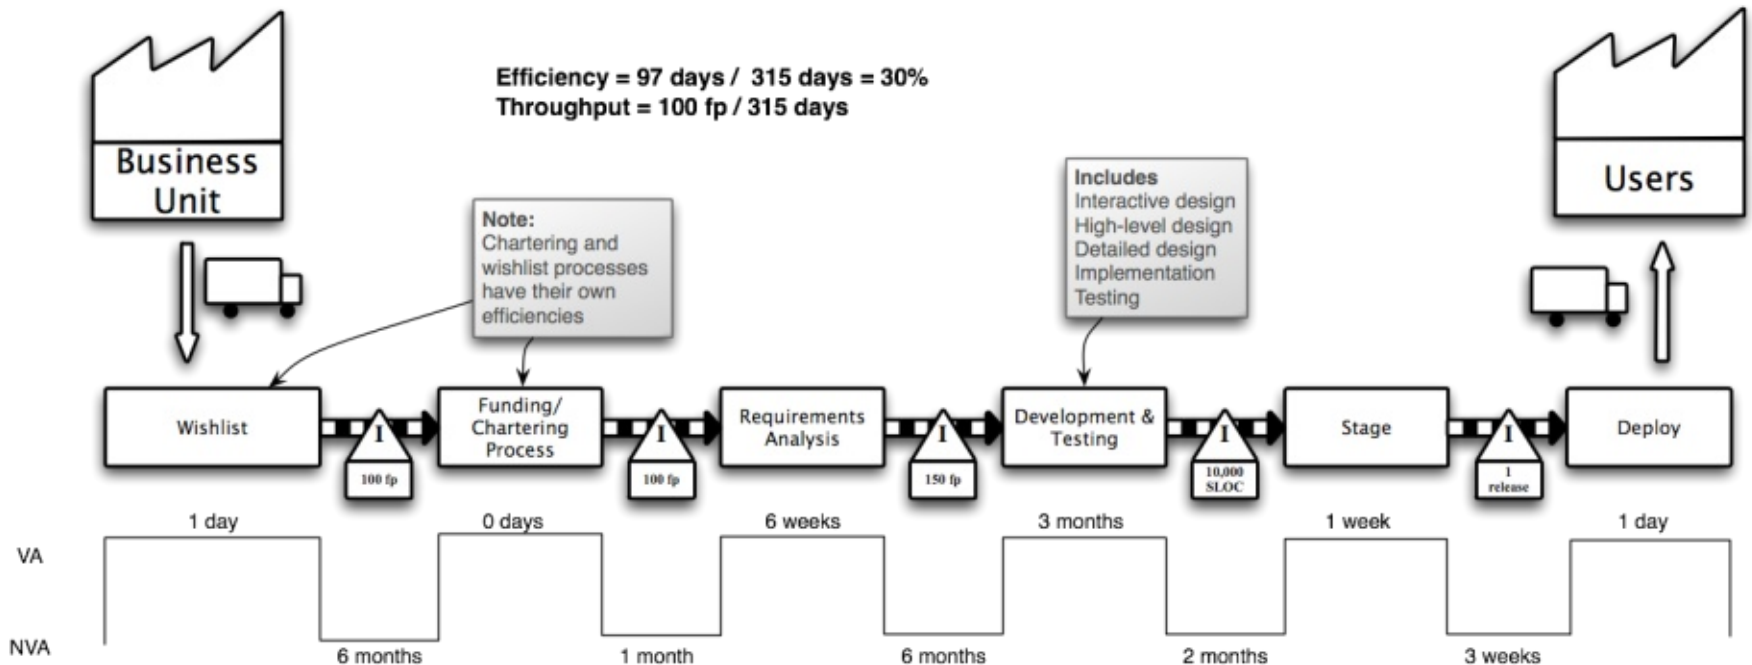 Efficiency = 97 days / 315 days = 30%
Throughput = 100 fp / 315 days
Business
Unit
Users
Note:
Chartering and
wishlist processes
have their own
efficiencies
Includes
Interactive design
High-level design
Detailed design
Implementation
Testing
Wishlist
I
100 fp
Funding/
Chartering
Process
I
100 fp
Requirements
Analysis
I
150 fp
Development &
Testing
I
10,000
SLOC
Stage
I
1
release
Deploy
VA
1 day
0 days
6 weeks
3 months
1 week
1 day
NVA
6 months
1 month
6 months
2 months
3 weeks